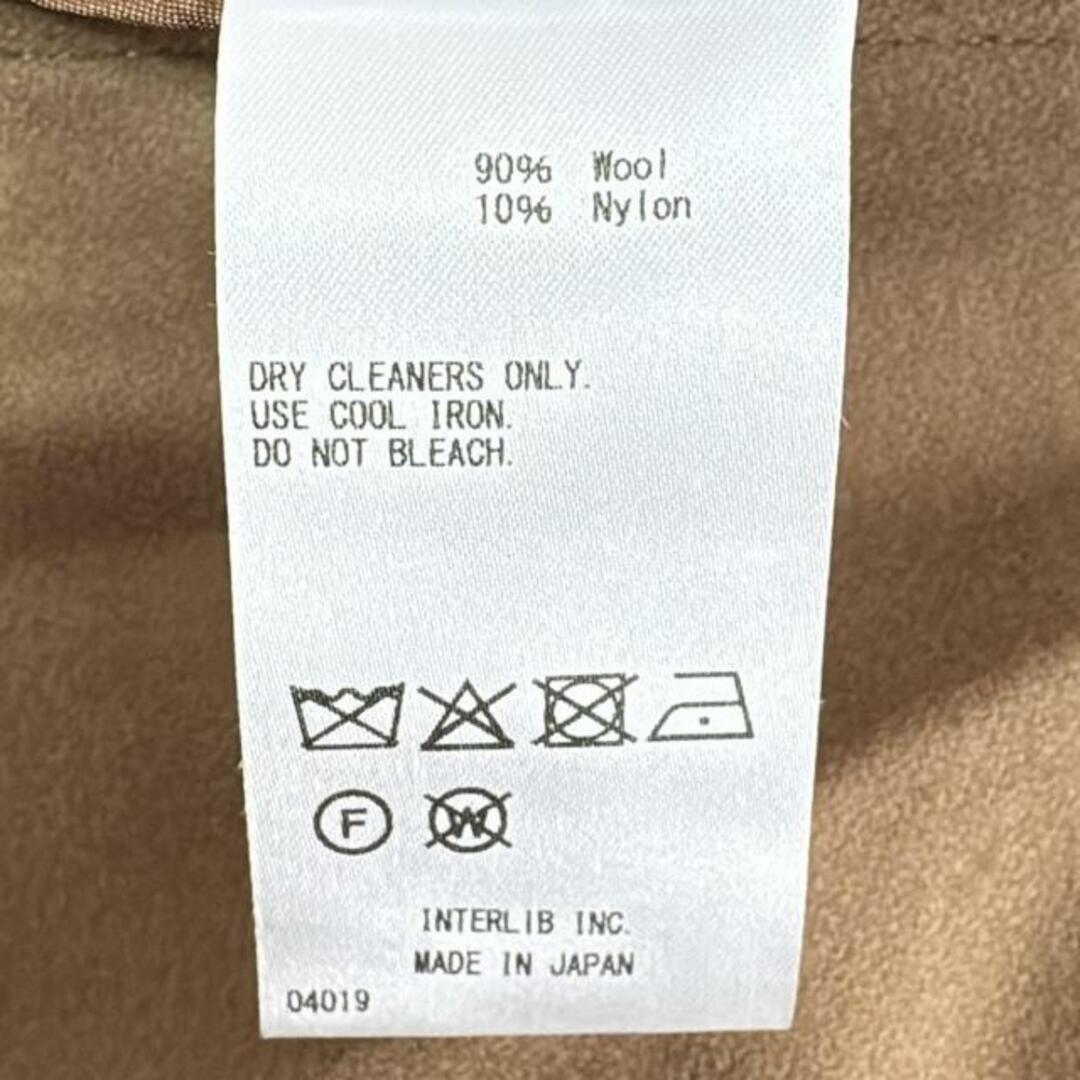 90% Wool
10% Nylon
DRY CLEANERS ONLY.
USE COOL IRON.
DO NOT BLEACH.
F W
INTERLIB INC.
MADE IN JAPAN
04019